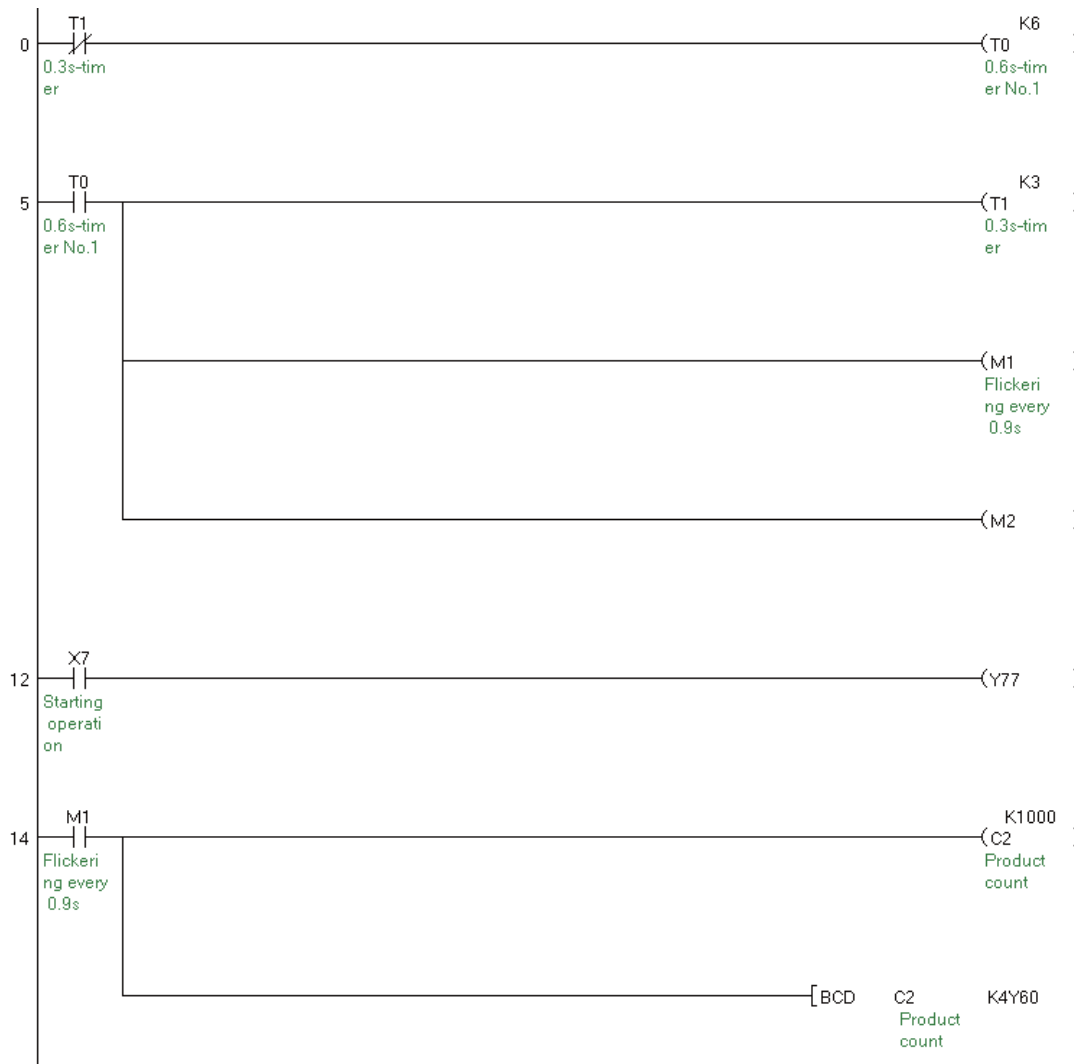 T1 K6
0 (T0
0.3s-tim 0.6s-tim
er er No.1
T0 K3
5 (T1
0.6s-tim 0.3s-tim
er No.1 er
(M1
Flickeri
ng every
0.9s
(M2
X7
12 (Y77
Starting
operati
on
M1 K1000
14 (C2
Flickeri Product
ng every count
0.9s
[BCD C2 K4Y60
Product
count